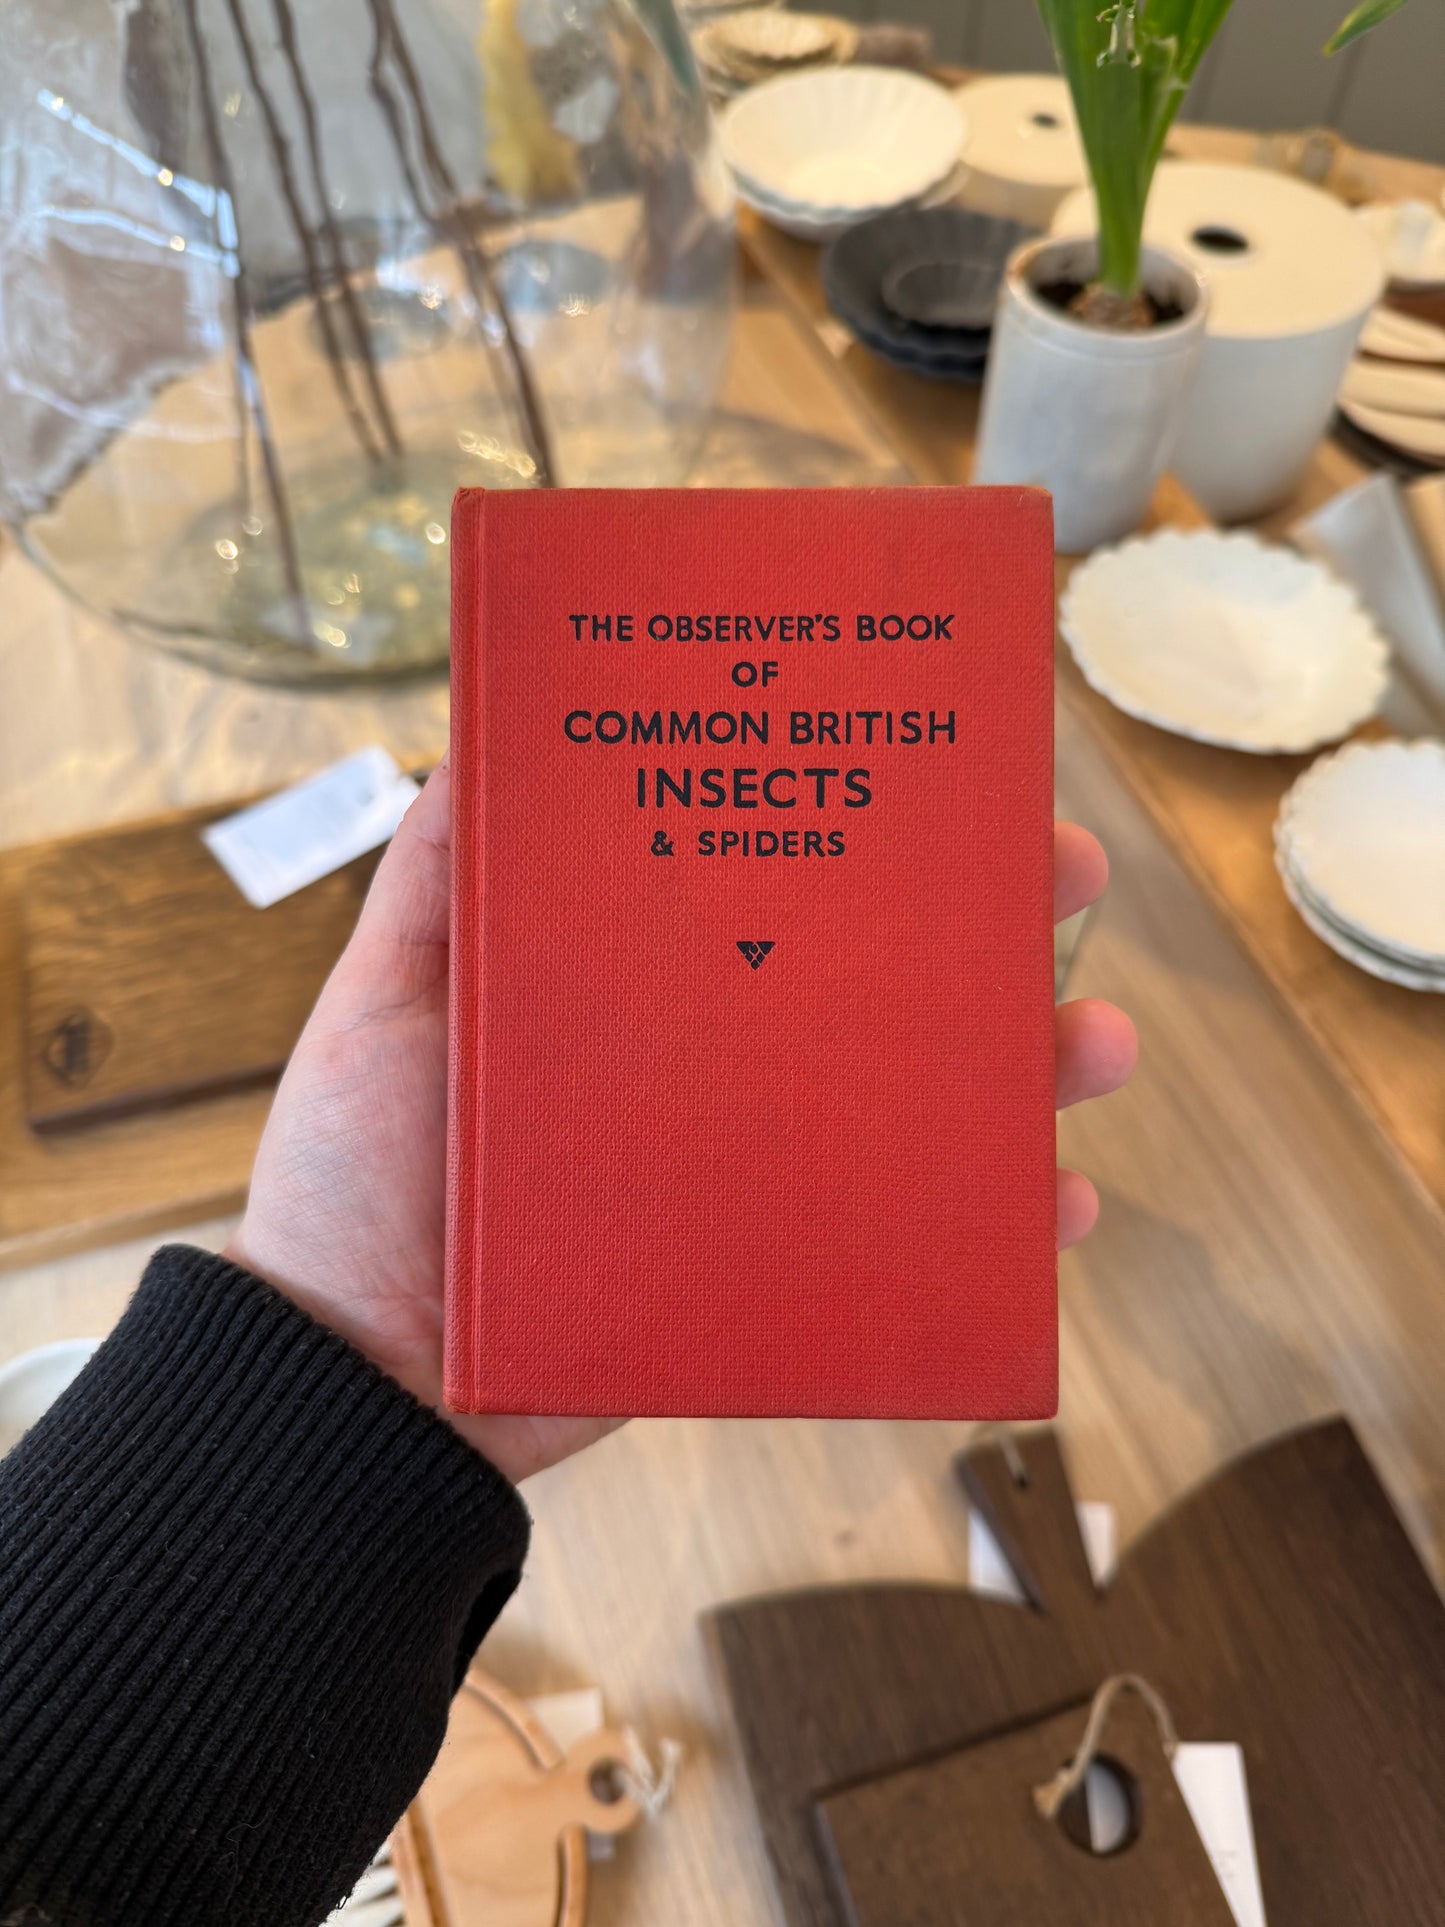 THE OBSERVER'S BOOK
OF
COMMON BRITISH
INSECTS
& SPIDERS